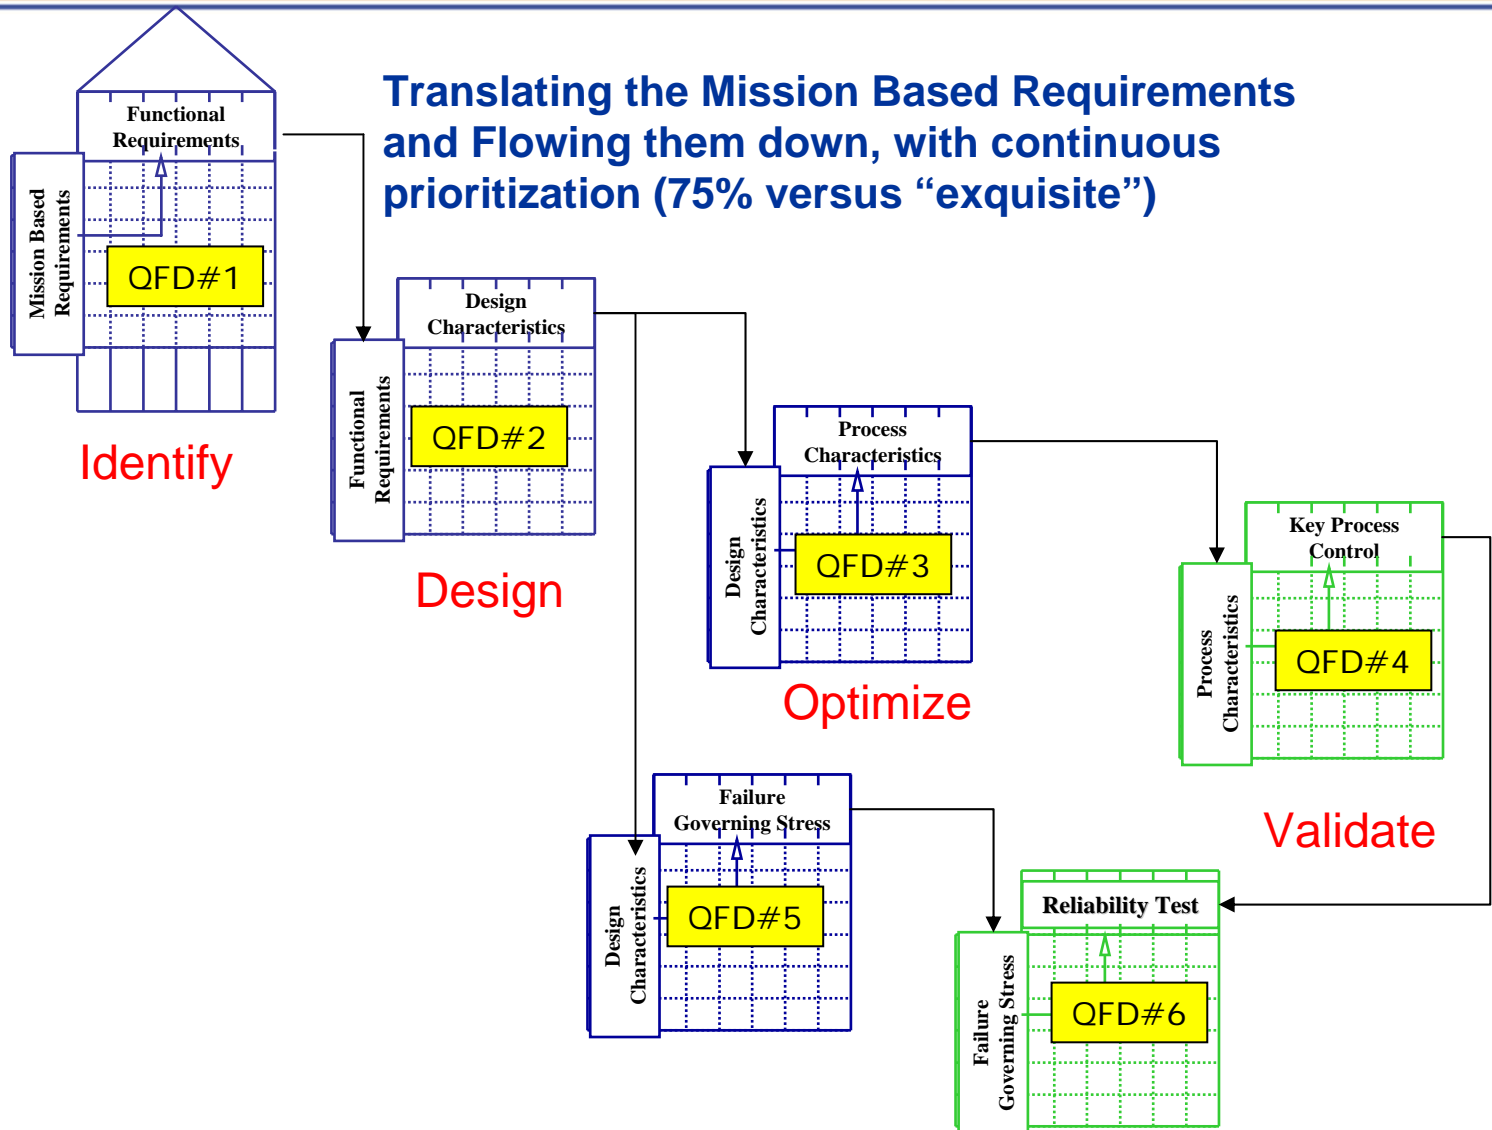 Translating the Mission Based Requirements
and Flowing them down, with continuous
prioritization (75% versus “exquisite”)
Functional
Requirements
Mission Based
Requirements
QFD#1
Identify
Design
Characteristics
Functional
Requirements
QFD#2
Design
Process
Characteristics
Design
Characteristics
QFD#3
Optimize
Key Process
Control
Process
Characteristics
QFD#4
Validate
Failure
Governing Stress
Design
Characteristics
QFD#5
Reliability Test
Failure
Governing Stress
QFD#6